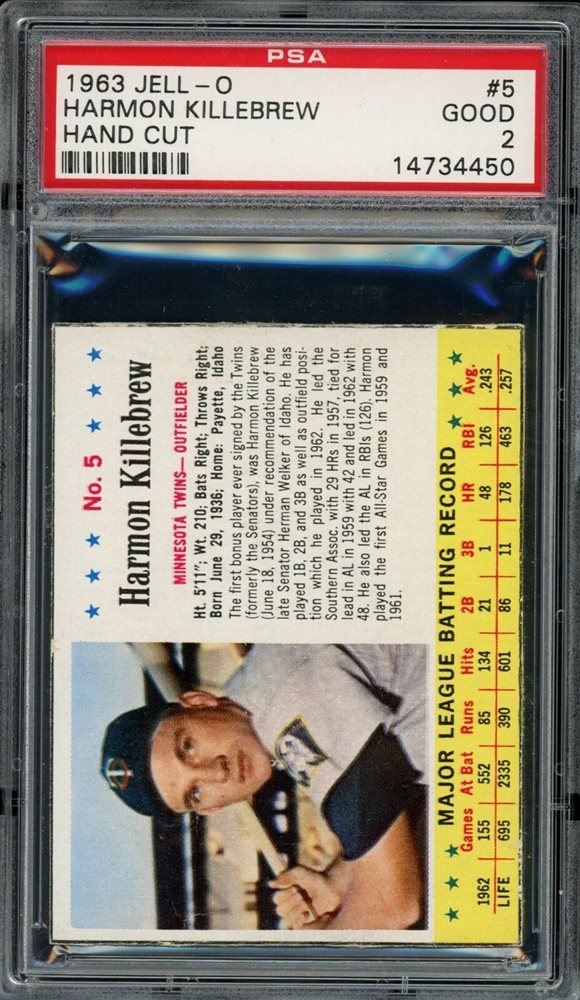 PSA
1963 JELL-O #5
HARMON KILLEBREW GOOD
HAND CUT 2
14734450
No. 5
Harmon Killebrew
MINNESOTA TWINS—OUTFIELDER
Ht. 5'11"; Wt. 210; Bats Right; Throws Right;
Born June 29, 1936; Home: Payette, Idaho
The first bonus player ever signed by the Twins
(formerly the Senators), was Harmon Killebrew
(June 18, 1954) under recommendation of the
late Senator Herman Welker of Idaho. He has
played 1B, 2B, and 3B as well as outfield posi-
tion which he played in 1962. He led the
Southern Assoc. with 29 HRs in 1957, tied for
lead in AL in 1959 with 42 and led in 1962 with
48. He also led the AL in RBIs (126). Harmon
played the first All-Star Games in 1959 and
1961.
MAJOR LEAGUE BATTING RECORD
Games At Bat Runs Hits 2B 3B HR RBI Avg.
1962 155 552 85 134 21 1 48 126 .243
LIFE 695 2335 390 601 86 11 178 463 .257